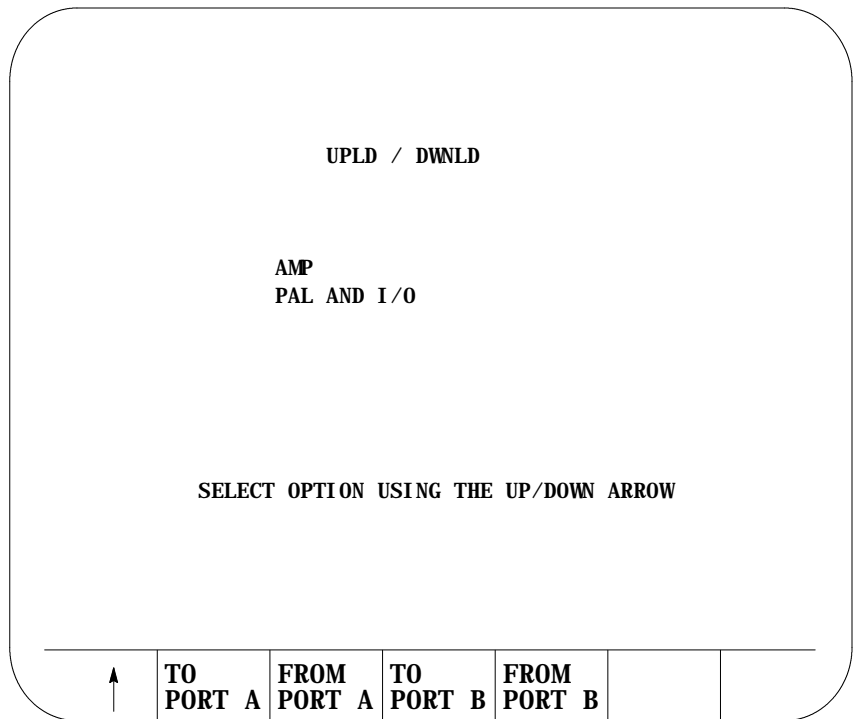 UPLD / DWNLD
AMP
PAL AND I/O
SELECT OPTION USING THE UP/DOWN ARROW
TO PORT A
FROM PORT A
TO PORT B
FROM PORT B